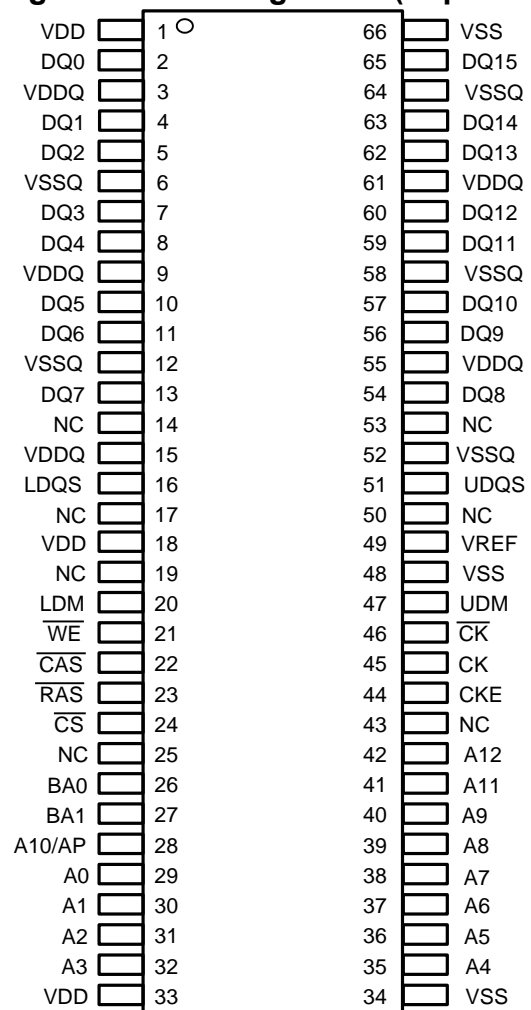 VDD 1 66 VSS
DQ0 2 65 DQ15
VDDQ 3 64 VSSQ
DQ1 4 63 DQ14
DQ2 5 62 DQ13
VSSQ 6 61 VDDQ
DQ3 7 60 DQ12
DQ4 8 59 DQ11
VDDQ 9 58 VSSQ
DQ5 10 57 DQ10
DQ6 11 56 DQ9
VSSQ 12 55 VDDQ
DQ7 13 54 DQ8
NC 14 53 NC
VDDQ 15 52 VSSQ
LDQS 16 51 UDQS
NC 17 50 NC
VDD 18 49 VREF
NC 19 48 VSS
LDM 20 47 UDM
W̅E̅ 21 46 C̅K̅
C̅A̅S̅ 22 45 CK
R̅A̅S̅ 23 44 CKE
C̅S̅ 24 43 NC
NC 25 42 A12
BA0 26 41 A11
BA1 27 40 A9
A10/AP 28 39 A8
A0 29 38 A7
A1 30 37 A6
A2 31 36 A5
A3 32 35 A4
VDD 33 34 VSS